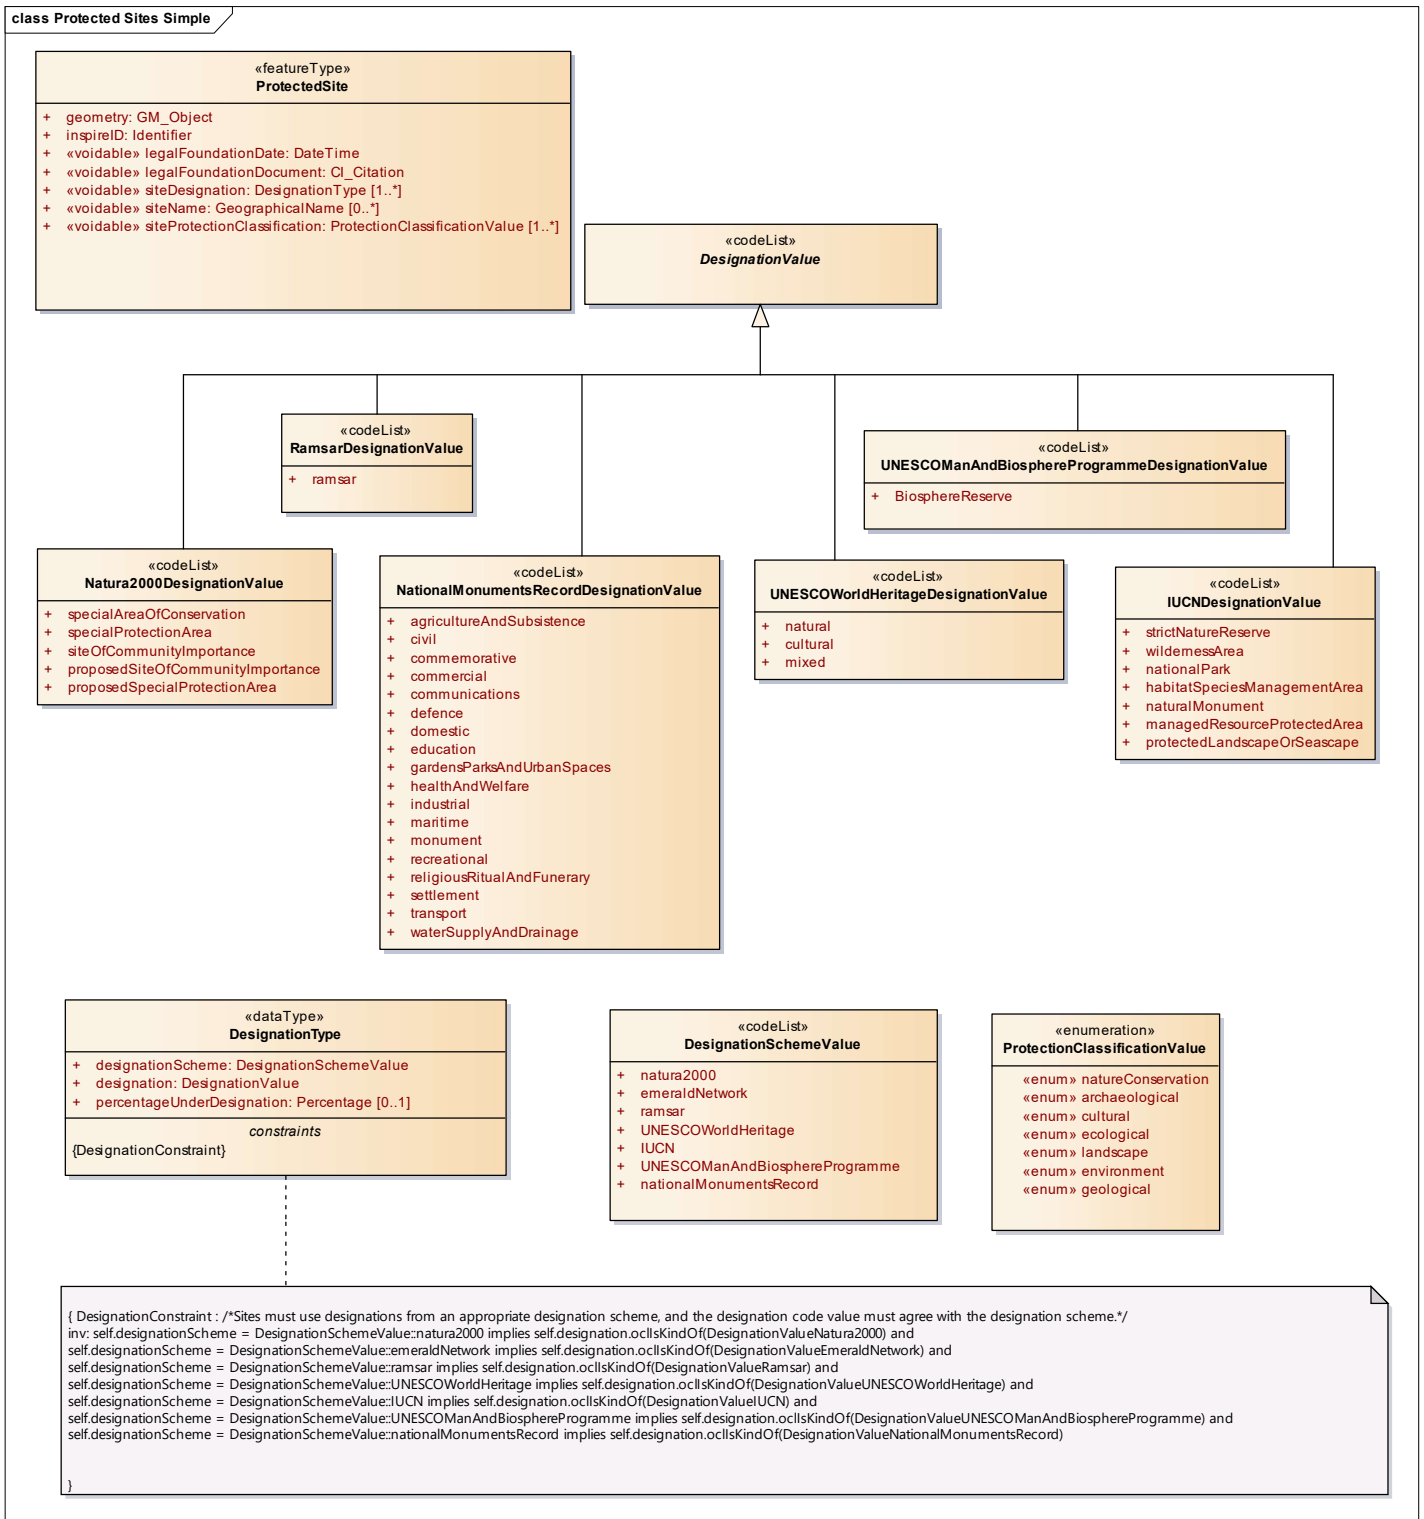 class Protected Sites Simple
«featureType»
ProtectedSite
+ geometry: GM_Object
+ inspireID: Identifier
+ «voidable» legalFoundationDate: DateTime
+ «voidable» legalFoundationDocument: CI_Citation
+ «voidable» siteDesignation: DesignationType [1..*]
+ «voidable» siteName: GeographicalName [0..*]
+ «voidable» siteProtectionClassification: ProtectionClassificationValue [1..*]
«codeList»
DesignationValue
«codeList»
RamsarDesignationValue
+ ramsar
«codeList»
UNESCOManAndBiosphereProgrammeDesignationValue
+ BiosphereReserve
«codeList»
Natura2000DesignationValue
+ specialAreaOfConservation
+ specialProtectionArea
+ siteOfCommunityImportance
+ proposedSiteOfCommunityImportance
+ proposedSpecialProtectionArea
«codeList»
NationalMonumentsRecordDesignationValue
+ agricultureAndSubsistence
+ civil
+ commemorative
+ commercial
+ communications
+ defence
+ domestic
+ education
+ gardensParksAndUrbanSpaces
+ healthAndWelfare
+ industrial
+ maritime
+ monument
+ recreational
+ religiousRitualAndFunerary
+ settlement
+ transport
+ waterSupplyAndDrainage
«codeList»
UNESCOWorldHeritageDesignationValue
+ natural
+ cultural
+ mixed
«codeList»
IUCNDesignationValue
+ strictNatureReserve
+ wildernessArea
+ nationalPark
+ habitatSpeciesManagementArea
+ naturalMonument
+ managedResourceProtectedArea
+ protectedLandscapeOrSeascape
«dataType»
DesignationType
+ designationScheme: DesignationSchemeValue
+ designation: DesignationValue
+ percentageUnderDesignation: Percentage [0..1]
constraints
{DesignationConstraint}
«codeList»
DesignationSchemeValue
+ natura2000
+ emeraldNetwork
+ ramsar
+ UNESCOWorldHeritage
+ IUCN
+ UNESCOManAndBiosphereProgramme
+ nationalMonumentsRecord
«enumeration»
ProtectionClassificationValue
«enum» natureConservation
«enum» archaeological
«enum» cultural
«enum» ecological
«enum» landscape
«enum» environment
«enum» geological
{ DesignationConstraint : /*Sites must use designations from an appropriate designation scheme, and the designation code value must agree with the designation scheme.*/
inv: self.designationScheme = DesignationSchemeValue::natura2000 implies self.designation.oclIsKindOf(DesignationValueNatura2000) and
self.designationScheme = DesignationSchemeValue::emeraldNetwork implies self.designation.oclIsKindOf(DesignationValueEmeraldNetwork) and
self.designationScheme = DesignationSchemeValue::ramsar implies self.designation.oclIsKindOf(DesignationValueRamsar) and
self.designationScheme = DesignationSchemeValue::UNESCOWorldHeritage implies self.designation.oclIsKindOf(DesignationValueUNESCOWorldHeritage) and
self.designationScheme = DesignationSchemeValue::IUCN implies self.designation.oclIsKindOf(DesignationValueIUCN) and
self.designationScheme = DesignationSchemeValue::UNESCOManAndBiosphereProgramme implies self.designation.oclIsKindOf(DesignationValueUNESCOManAndBiosphereProgramme) and
self.designationScheme = DesignationSchemeValue::nationalMonumentsRecord implies self.designation.oclIsKindOf(DesignationValueNationalMonumentsRecord)
}